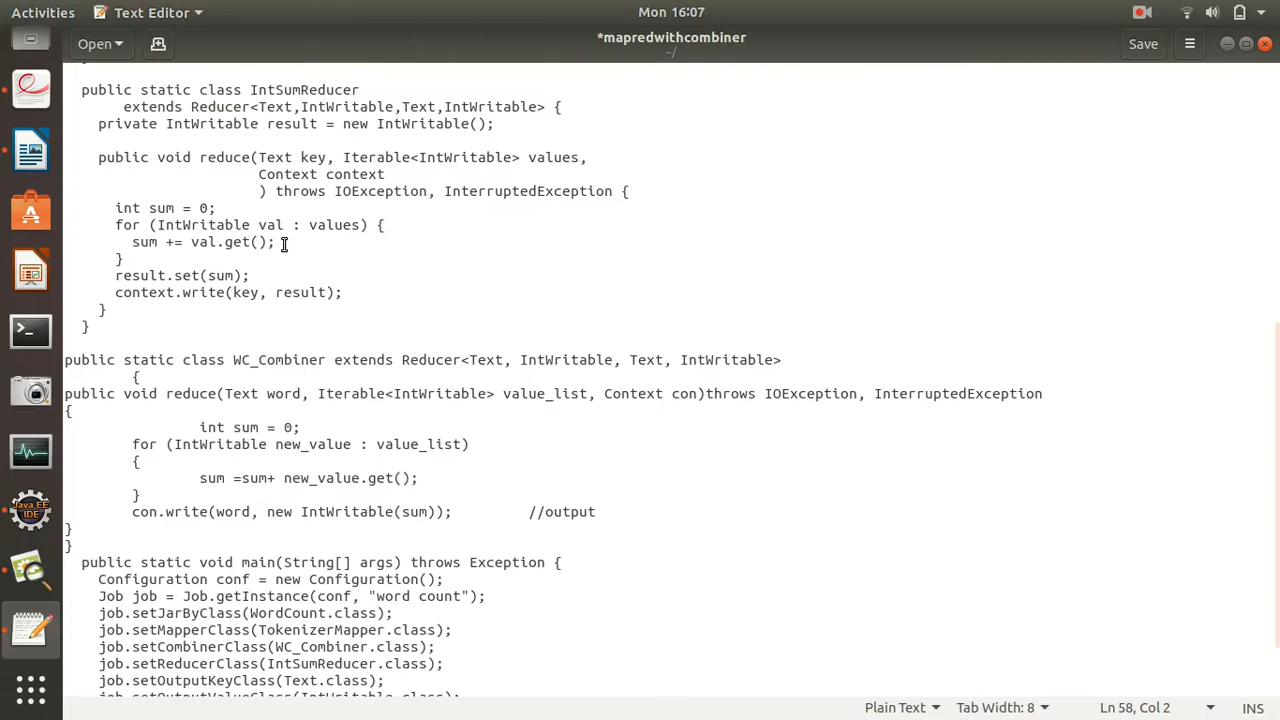 Activities
Text Editor
Mon 16:07
Open
*mapredwithcombiner
~/
Save
public static class IntSumReducer
extends Reducer<Text,IntWritable,Text,IntWritable> {
private IntWritable result = new IntWritable();
public void reduce(Text key, Iterable<IntWritable> values,
Context context
) throws IOException, InterruptedException {
int sum = 0;
for (IntWritable val : values) {
sum += val.get();
}
result.set(sum);
context.write(key, result);
}
}
public static class WC_Combiner extends Reducer<Text, IntWritable, Text, IntWritable>
{
public void reduce(Text word, Iterable<IntWritable> value_list, Context con)throws IOException, InterruptedException
{
int sum = 0;
for (IntWritable new_value : value_list)
{
sum =sum+ new_value.get();
}
con.write(word, new IntWritable(sum)); //output
}
}
public static void main(String[] args) throws Exception {
Configuration conf = new Configuration();
Job job = Job.getInstance(conf, "word count");
job.setJarByClass(WordCount.class);
job.setMapperClass(TokenizerMapper.class);
job.setCombinerClass(WC_Combiner.class);
job.setReducerClass(IntSumReducer.class);
job.setOutputKeyClass(Text.class);
job.setOutputValueClass(IntWritable.class);
Java EE
IDE
Plain Text
Tab Width: 8
Ln 58, Col 2
INS